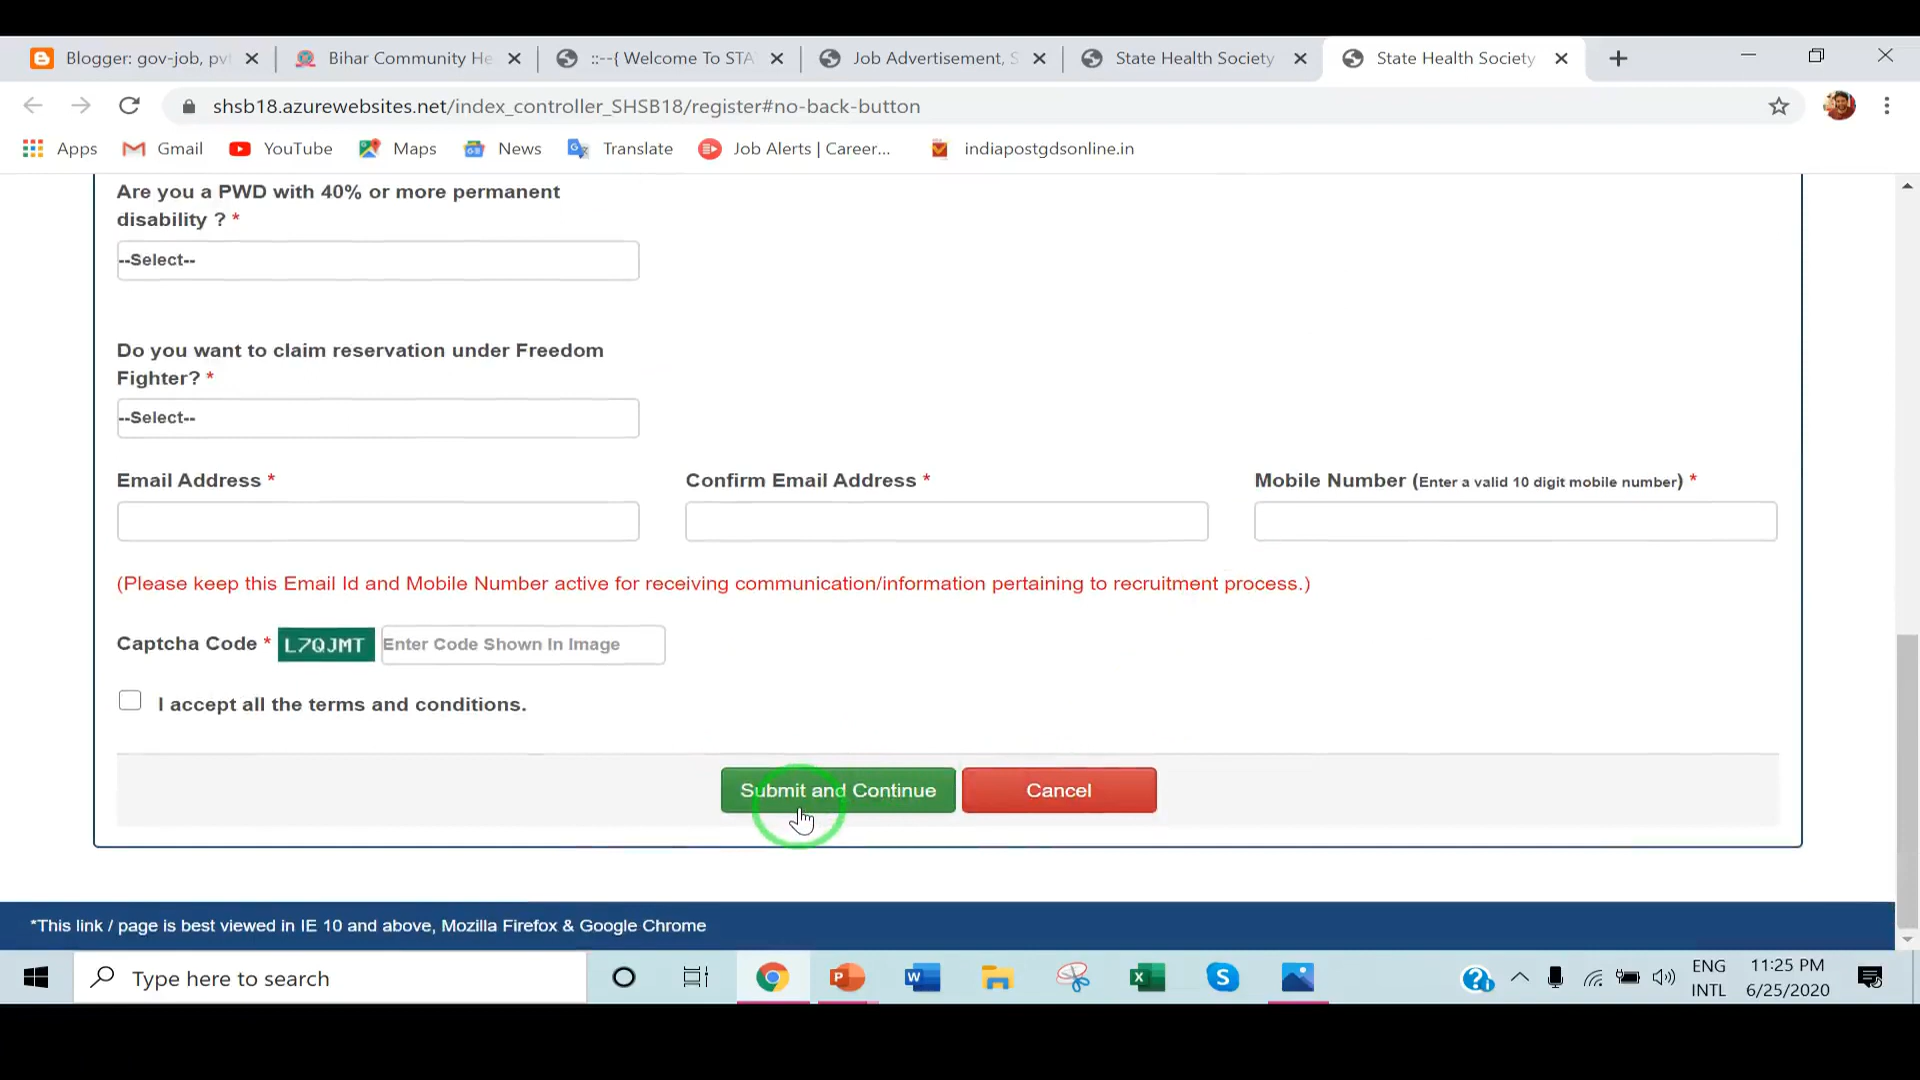 Blogger: gov-job, pv
Bihar Community He
::--{ Welcome To STA
Job Advertisement, S
State Health Society
State Health Society
shsb18.azurewebsites.net/index_controller_SHSB18/register#no-back-button
Apps
Gmail
YouTube
Maps
News
Translate
Job Alerts | Career...
indiapostgdsonline.in
Are you a PWD with 40% or more permanent
disability ? *
--Select--
Do you want to claim reservation under Freedom
Fighter? *
--Select--
Email Address *
Confirm Email Address *
Mobile Number (Enter a valid 10 digit mobile number) *
(Please keep this Email Id and Mobile Number active for receiving communication/information pertaining to recruitment process.)
Captcha Code * L7QJMT Enter Code Shown In Image
I accept all the terms and conditions.
Submit and Continue
Cancel
*This link / page is best viewed in IE 10 and above, Mozilla Firefox & Google Chrome
Type here to search
ENG
INTL
11:25 PM
6/25/2020